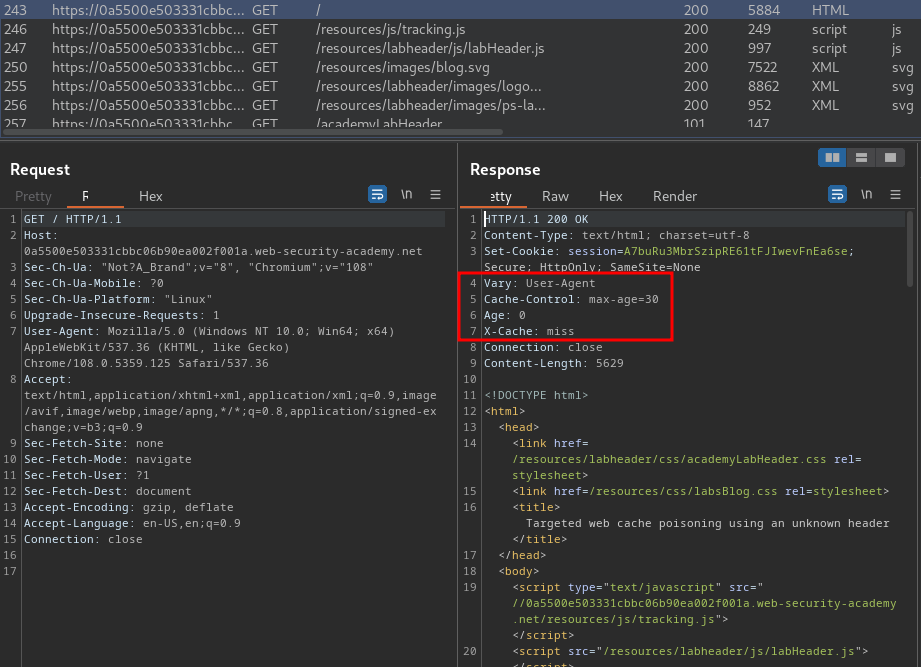 243 https://0a5500e503331cbbc... GET / 200 5884 HTML
246 https://0a5500e503331cbbc... GET /resources/js/tracking.js 200 249 script js
247 https://0a5500e503331cbbc... GET /resources/labheader/js/labHeader.js 200 997 script js
250 https://0a5500e503331cbbc... GET /resources/images/blog.svg 200 7522 XML svg
255 https://0a5500e503331cbbc... GET /resources/labheader/images/logo... 200 8862 XML svg
256 https://0a5500e503331cbbc... GET /resources/labheader/images/ps-la... 200 952 XML svg
257 https://0a5500e503331cbbc... GET /academyLabHeader 101 147
Request
Pretty R Hex \n
1 GET / HTTP/1.1
2 Host:
0a5500e503331cbbc06b90ea002f001a.web-security-academy.net
3 Sec-Ch-Ua: "Not?A_Brand";v="8", "Chromium";v="108"
4 Sec-Ch-Ua-Mobile: ?0
5 Sec-Ch-Ua-Platform: "Linux"
6 Upgrade-Insecure-Requests: 1
7 User-Agent: Mozilla/5.0 (Windows NT 10.0; Win64; x64)
AppleWebKit/537.36 (KHTML, like Gecko)
Chrome/108.0.5359.125 Safari/537.36
8 Accept:
text/html,application/xhtml+xml,application/xml;q=0.9,image
/avif,image/webp,image/apng,*/*;q=0.8,application/signed-ex
change;v=b3;q=0.9
9 Sec-Fetch-Site: none
10 Sec-Fetch-Mode: navigate
11 Sec-Fetch-User: ?1
12 Sec-Fetch-Dest: document
13 Accept-Encoding: gzip, deflate
14 Accept-Language: en-US,en;q=0.9
15 Connection: close
16
17
Response
etty Raw Hex Render \n
1 HTTP/1.1 200 OK
2 Content-Type: text/html; charset=utf-8
3 Set-Cookie: session=A7buRu3MbrSzipRE61tFJIwevFnEa6se;
Secure; HttpOnly; SameSite=None
4 Vary: User-Agent
5 Cache-Control: max-age=30
6 Age: 0
7 X-Cache: miss
8 Connection: close
9 Content-Length: 5629
10
11 <!DOCTYPE html>
12 <html>
13 <head>
14 <link href=
/resources/labheader/css/academyLabHeader.css rel=
stylesheet>
15 <link href=/resources/css/labsBlog.css rel=stylesheet>
16 <title>
Targeted web cache poisoning using an unknown header
</title>
17 </head>
18 <body>
19 <script type="text/javascript" src="
//0a5500e503331cbbc06b90ea002f001a.web-security-academy
.net/resources/js/tracking.js">
</script>
20 <script src="/resources/labheader/js/labHeader.js">
</script>